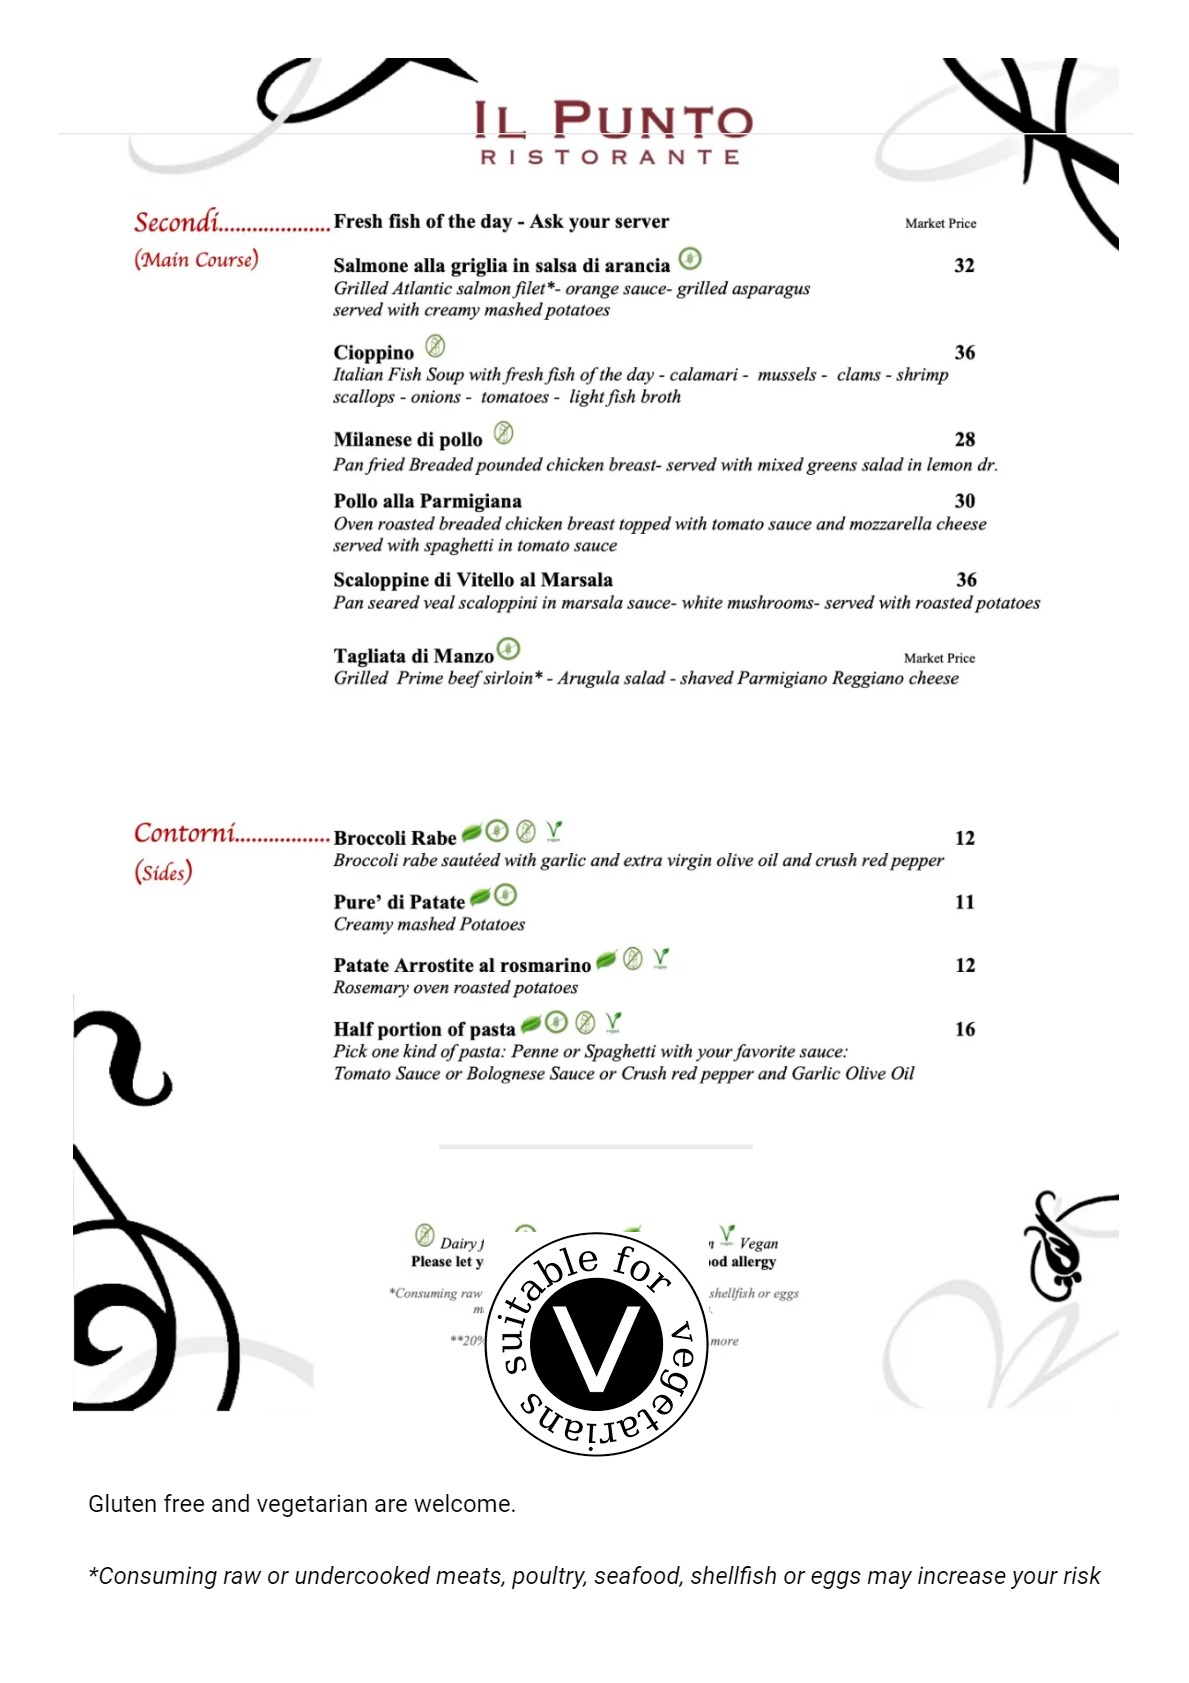 IL PUNTO
RISTORANTE
Secondi.................... Fresh fish of the day - Ask your server Market Price
(Main Course)
Salmone alla griglia in salsa di arancia 32
Grilled Atlantic salmon filet*- orange sauce- grilled asparagus
served with creamy mashed potatoes
Cioppino 36
Italian Fish Soup with fresh fish of the day - calamari - mussels - clams - shrimp
scallops - onions - tomatoes - light fish broth
Milanese di pollo 28
Pan fried Breaded pounded chicken breast- served with mixed greens salad in lemon dr.
Pollo alla Parmigiana 30
Oven roasted breaded chicken breast topped with tomato sauce and mozzarella cheese
served with spaghetti in tomato sauce
Scaloppine di Vitello al Marsala 36
Pan seared veal scaloppini in marsala sauce- white mushrooms- served with roasted potatoes
Tagliata di Manzo Market Price
Grilled Prime beef sirloin* - Arugula salad - shaved Parmigiano Reggiano cheese
Contorni................. Broccoli Rabe 12
Broccoli rabe sautéed with garlic and extra virgin olive oil and crush red pepper
(Sides)
Pure’ di Patate 11
Creamy mashed Potatoes
Patate Arrostite al rosmarino 12
Rosemary oven roasted potatoes
Half portion of pasta 16
Pick one kind of pasta: Penne or Spaghetti with your favorite sauce:
Tomato Sauce or Bolognese Sauce or Crush red pepper and Garlic Olive Oil
Dairy Vegan
Please let allergy
*Consuming raw shellfish or eggs
**20% more
suitable for vegetarians
V
Gluten free and vegetarian are welcome.
*Consuming raw or undercooked meats, poultry, seafood, shellfish or eggs may increase your risk